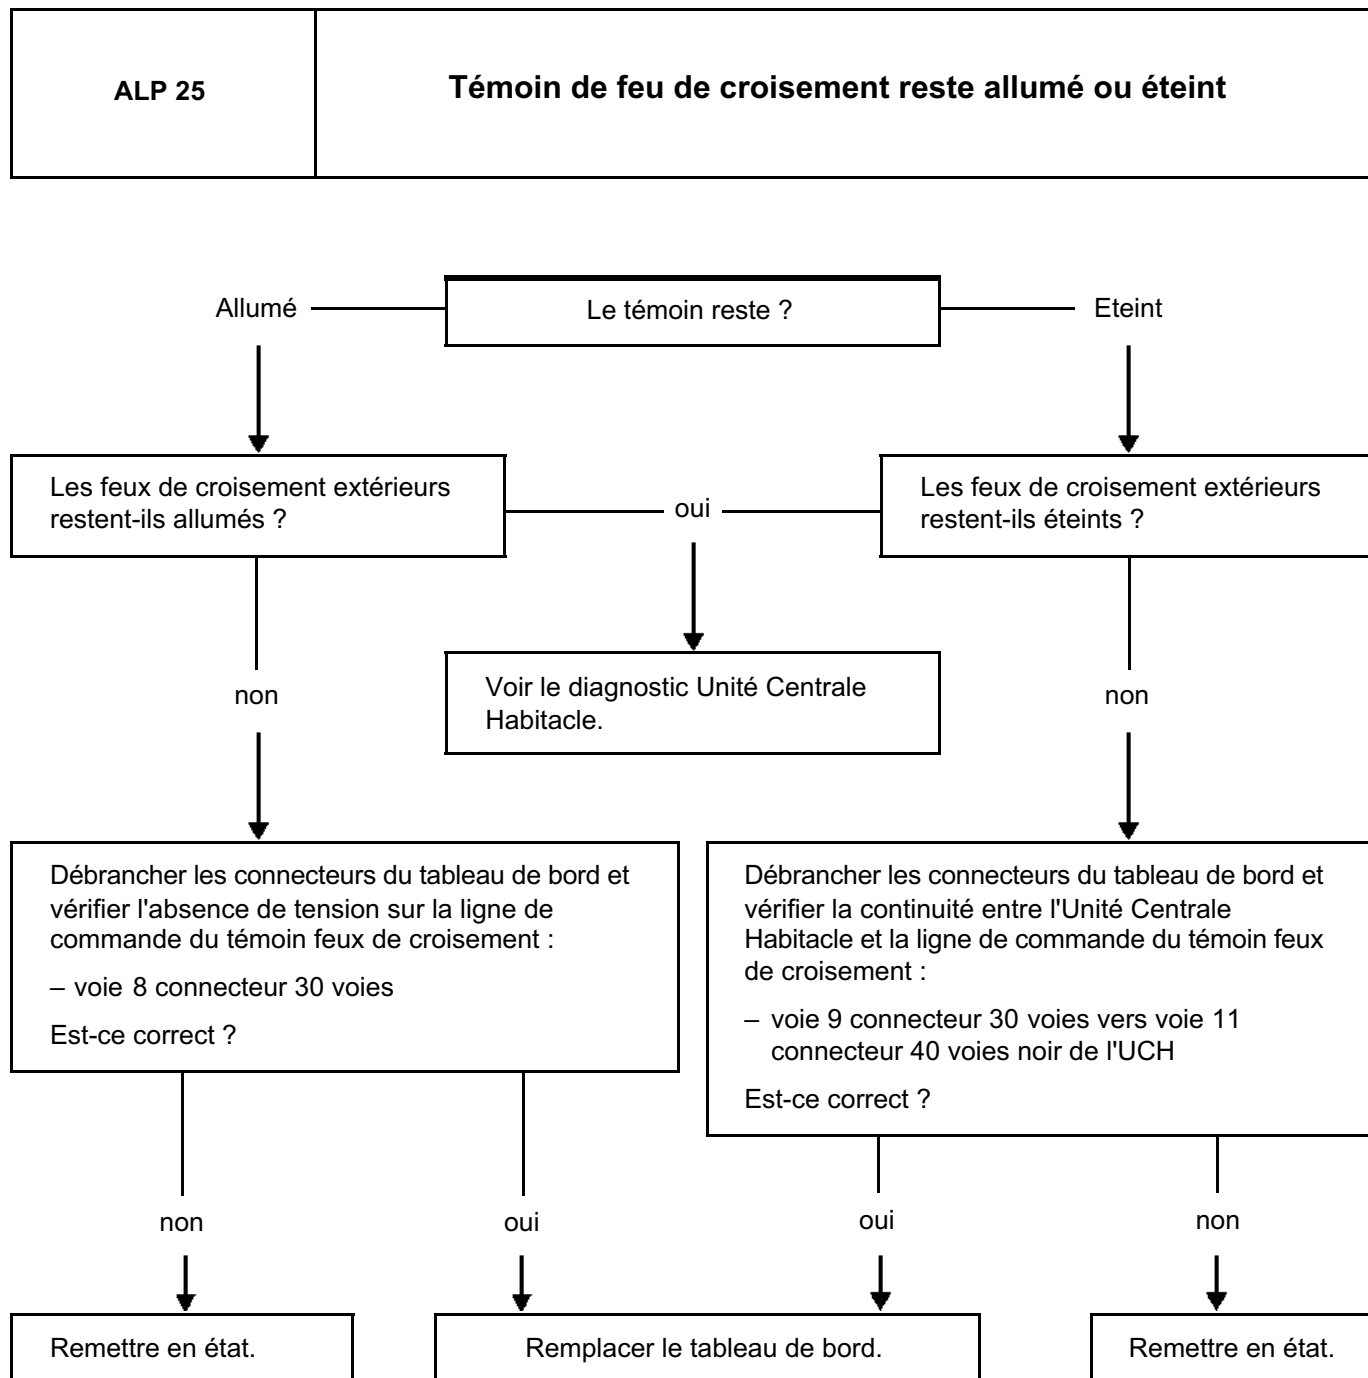 ALP 25
Témoin de feu de croisement reste allumé ou éteint
Allumé
Le témoin reste ?
Eteint
Les feux de croisement extérieurs
restent-ils allumés ?
oui
Les feux de croisement extérieurs
restent-ils éteints ?
non
Voir le diagnostic Unité Centrale
Habitacle.
non
Débrancher les connecteurs du tableau de bord et
vérifier l'absence de tension sur la ligne de
commande du témoin feux de croisement :
– voie 8 connecteur 30 voies
Est-ce correct ?
Débrancher les connecteurs du tableau de bord et
vérifier la continuité entre l'Unité Centrale
Habitacle et la ligne de commande du témoin feux
de croisement :
– voie 9 connecteur 30 voies vers voie 11
connecteur 40 voies noir de l'UCH
Est-ce correct ?
non
oui
oui
non
Remettre en état.
Remplacer le tableau de bord.
Remettre en état.